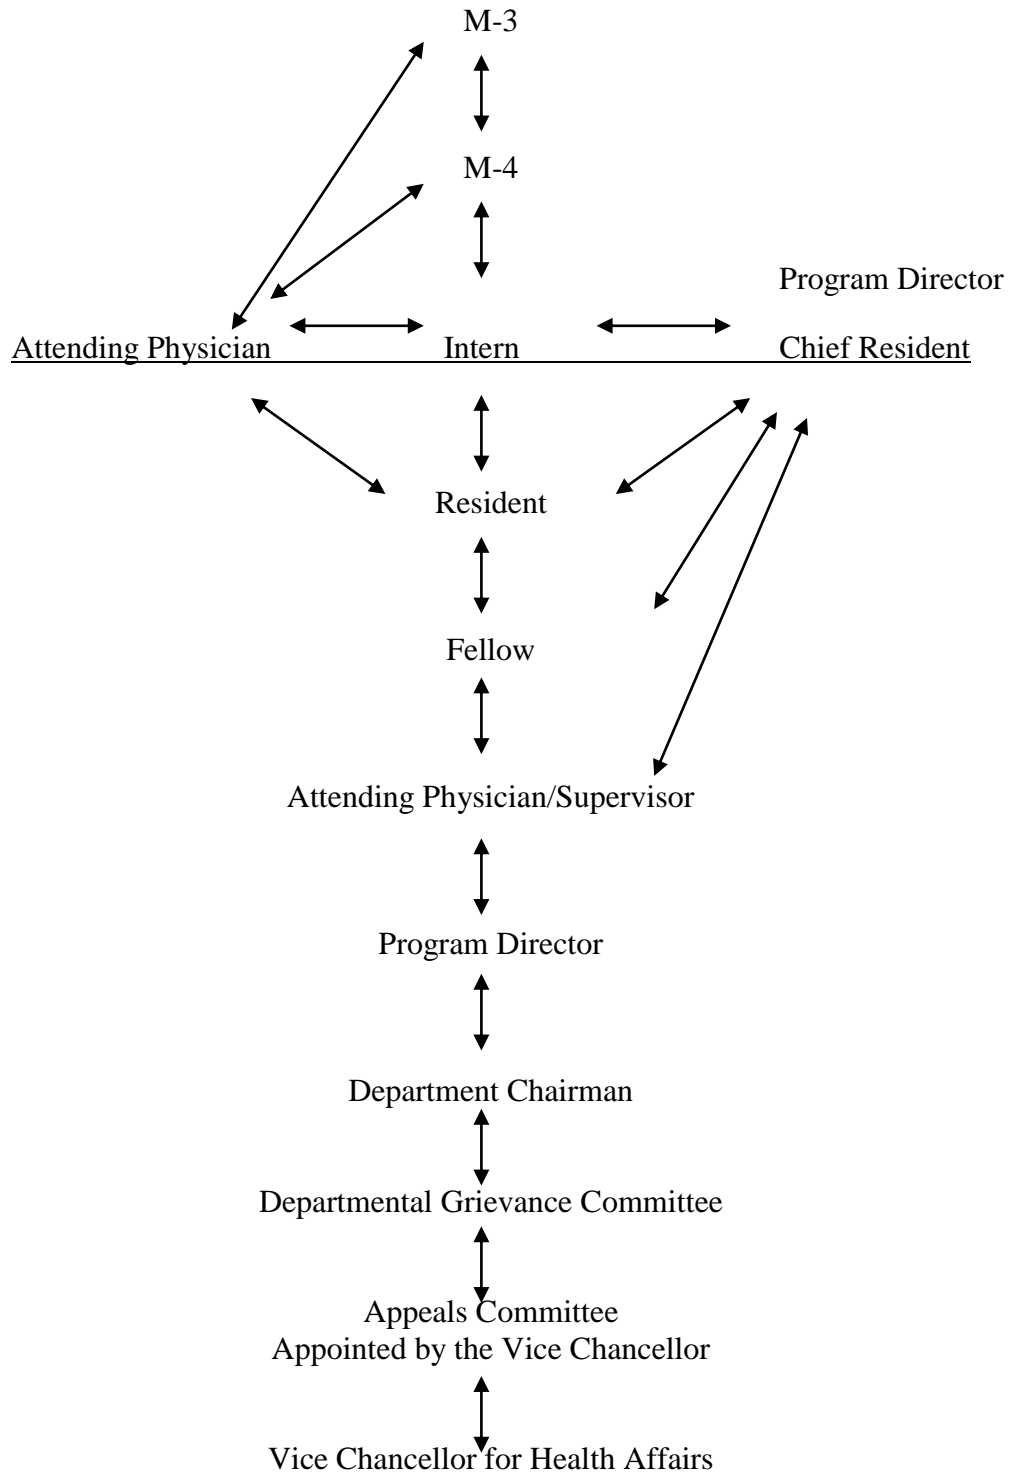 M-3
M-4
Program Director
Attending Physician Intern Chief Resident
Resident
Fellow
Attending Physician/Supervisor
Program Director
Department Chairman
Departmental Grievance Committee
Appeals Committee
Appointed by the Vice Chancellor
Vice Chancellor for Health Affairs